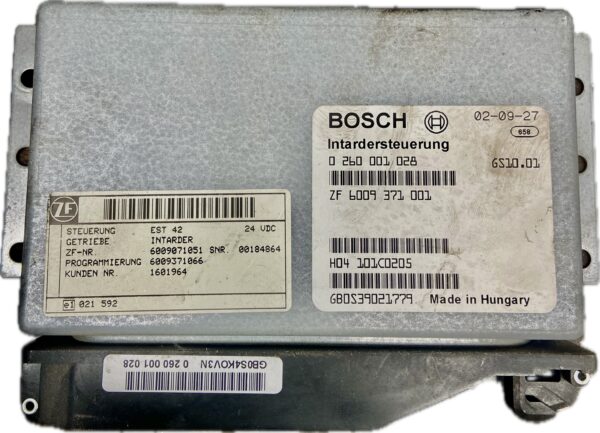 BOSCH
02-09-27
658
Intardersteuerung
0 260 001 028 GS10.01
ZF 6009 371 001
H04 101C0205
GB0S39021779 Made in Hungary
ZF
STEUERUNG EST 42 24 VDC
GETRIEBE INTARDER
ZF-NR. 6009071051 SNR. 00184864
PROGRAMMIERUNG 6009371066
KUNDEN NR. 1601964
e1 021 592
GB0S4K0V3N 0 260 001 028